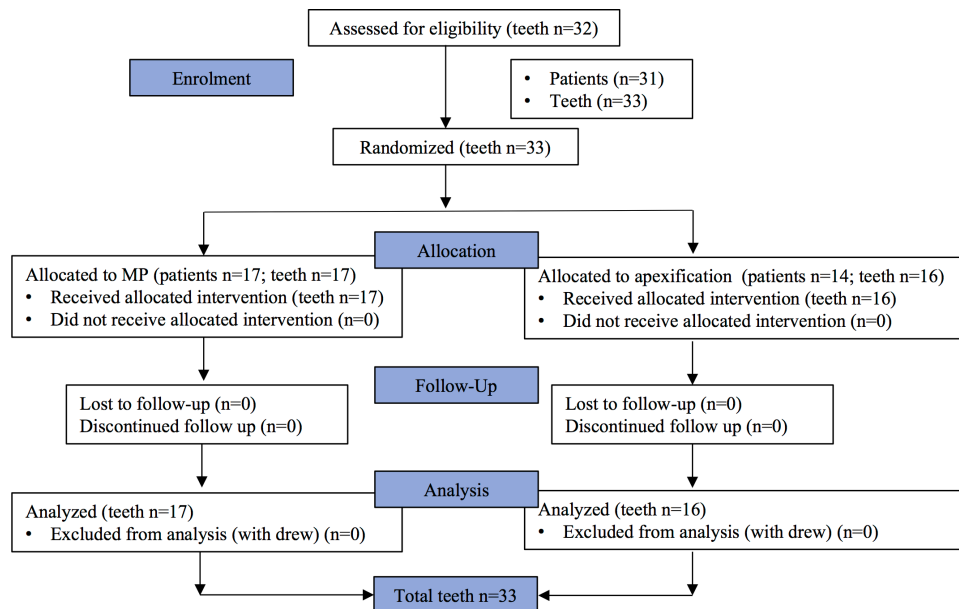 Assessed for eligibility (teeth n=32)
Enrolment
• Patients (n=31)
• Teeth (n=33)
Randomized (teeth n=33)
Allocation
Allocated to MP (patients n=17; teeth n=17)
• Received allocated intervention (teeth n=17)
• Did not receive allocated intervention (n=0)
Allocated to apexification (patients n=14; teeth n=16)
• Received allocated intervention (teeth n=16)
• Did not receive allocated intervention (n=0)
Follow-Up
Lost to follow-up (n=0)
Discontinued follow up (n=0)
Lost to follow-up (n=0)
Discontinued follow up (n=0)
Analysis
Analyzed (teeth n=17)
• Excluded from analysis (with drew) (n=0)
Analyzed (teeth n=16)
• Excluded from analysis (with drew) (n=0)
Total teeth n=33